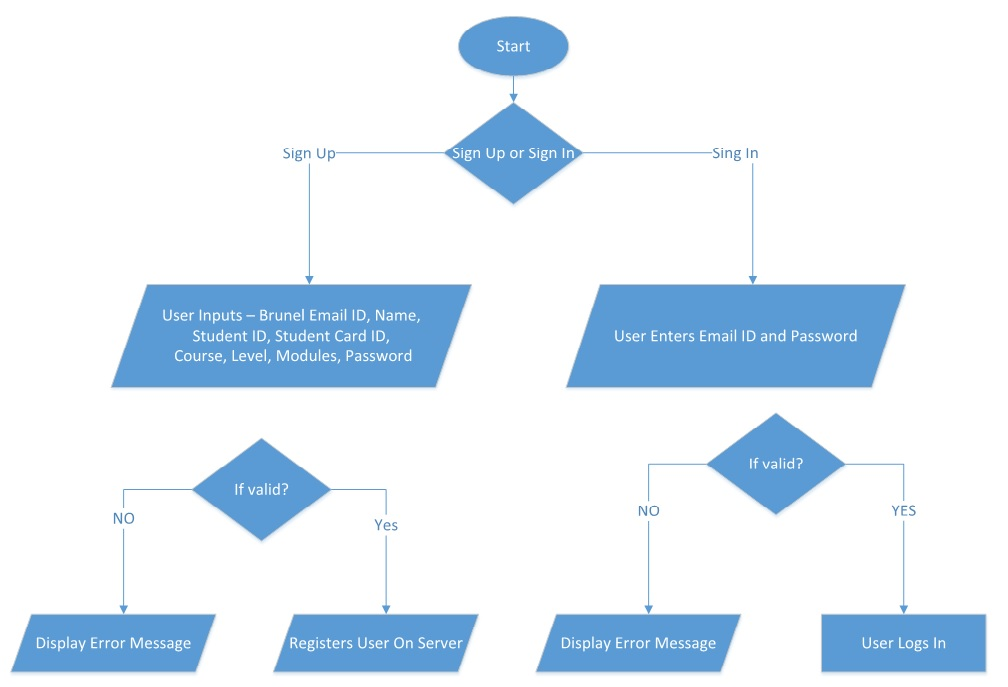 Start
Sign Up or Sign In
Sign Up
Sing In
User Inputs – Brunel Email ID, Name,
Student ID, Student Card ID,
Course, Level, Modules, Password
User Enters Email ID and Password
If valid?
If valid?
NO
Yes
NO
YES
Display Error Message
Registers User On Server
Display Error Message
User Logs In